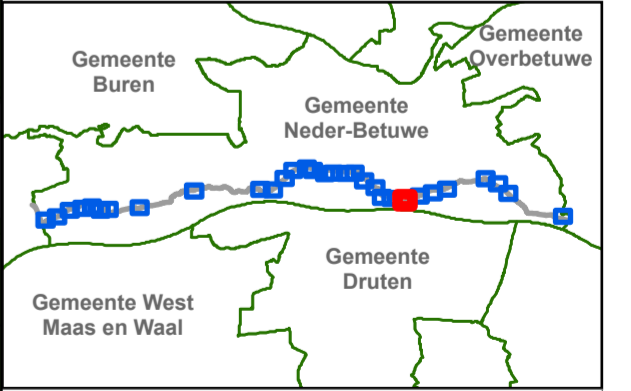 Gemeente
Overbetuwe
Gemeente
Buren
Gemeente
Neder-Betuwe
Gemeente
Druten
Gemeente West
Maas en Waal